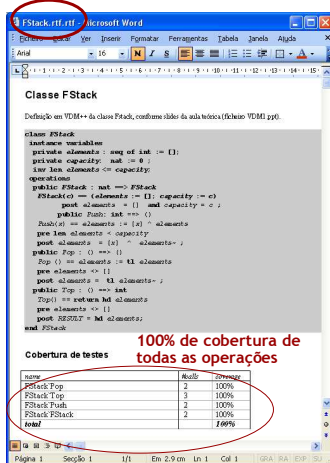 FStack.rtf.rtf - Microsoft Word
Ficheiro Editar Ver Inserir Formatar Ferramentas Tabela Janela Ajuda
Arial 16 N I S
Classe FStack
Definição em VDM++ da classe Fstack, conforme slides da aula teórica (ficheiro VDM1.ppt).
class FStack
instance variables
private elements : seq of int := [];
private capacity: nat := 0 ;
inv len elements <= capacity;
operations
public FStack : nat ==> FStack
FStack(c) == (elements := []; capacity := c)
post elements = [] and capacity = c ;
public Push: int ==> ()
Push(x) == elements := [x] ^ elements
pre len elements < capacity
post elements = [x] ^ elements~ ;
public Pop : () ==> ()
Pop () == elements := tl elements
pre elements <> []
post elements = tl elements~ ;
public Top : () ==> int
Top() == return hd elements
pre elements <> []
post RESULT = hd elements;
end FStack
100% de cobertura de
todas as operações
Cobertura de testes
name #calls coverage
FStack`Pop 2 100%
FStack`Top 3 100%
FStack`Push 2 100%
FStack`FStack 2 100%
total 100%
Página 1 Secção 1 1/1 Em 2.9 cm Ln 1 Col 1 GRA RA EXP